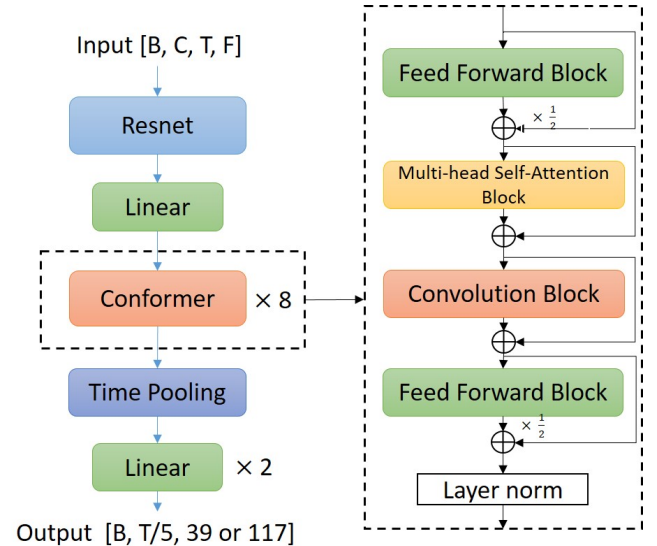 Input [B, C, T, F]
Resnet
Linear
Conformer
× 8
Time Pooling
Linear
× 2
Output [B, T/5, 39 or 117]
Feed Forward Block
× 1/2
Multi-head Self-Attention
Block
Convolution Block
Feed Forward Block
× 1/2
Layer norm